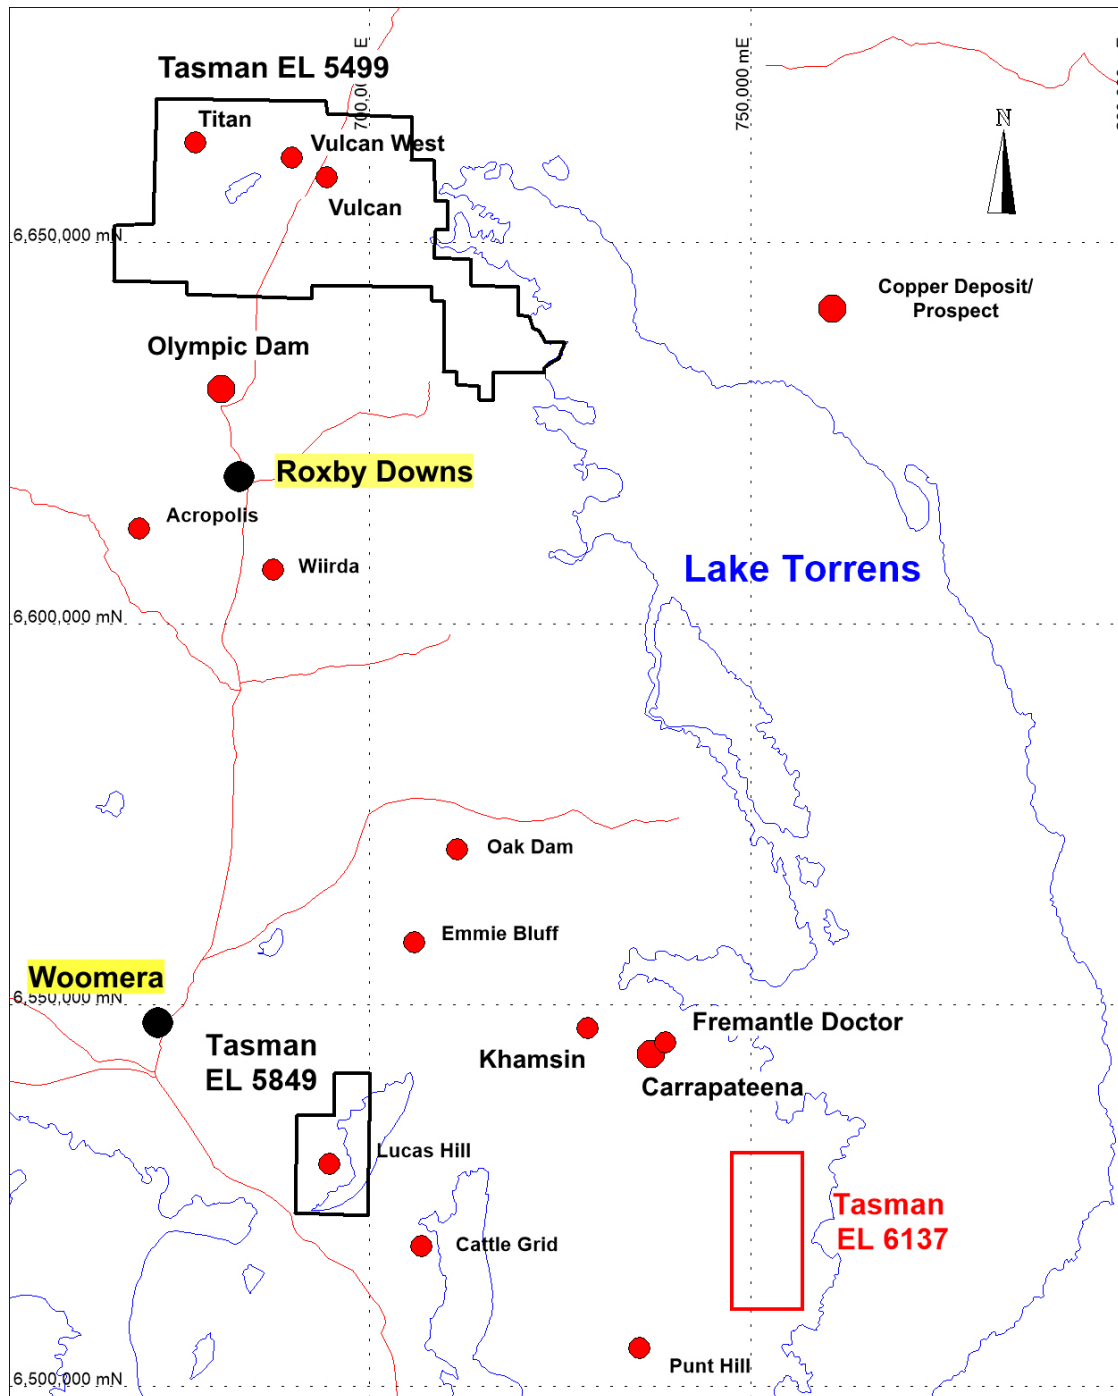 Tasman EL 5499
750,000 mE
N
Titan
Vulcan West
Vulcan
6,650,000 mN
Copper Deposit/
Prospect
Olympic Dam
Roxby Downs
Acropolis
Wiirda
Lake Torrens
6,600,000 mN
Oak Dam
Emmie Bluff
Woomera
6,550,000 mN
Fremantle Doctor
Tasman
EL 5849
Khamsin
Carrapateena
Lucas Hill
Tasman
EL 6137
Cattle Grid
Punt Hill
6,500,000 mN